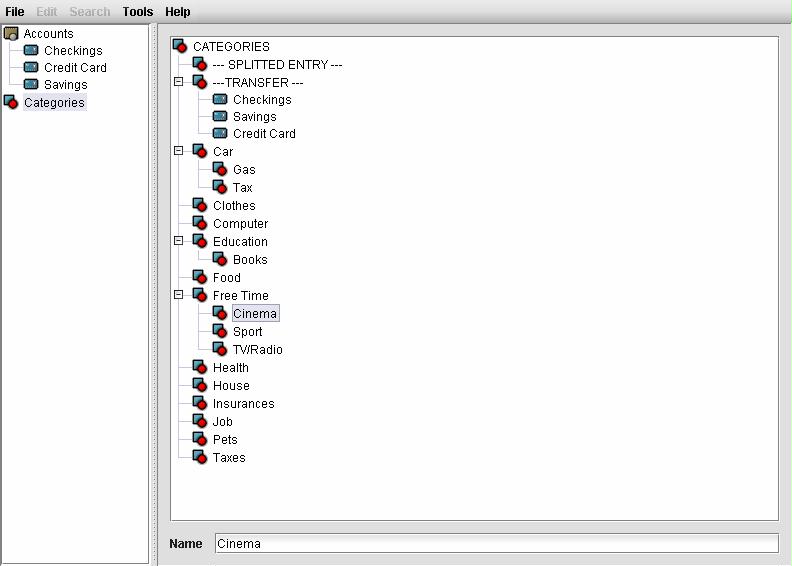 File Edit Search Tools Help
Accounts
Checkings
Credit Card
Savings
Categories
CATEGORIES
--- SPLITTED ENTRY ---
---TRANSFER ---
Checkings
Savings
Credit Card
Car
Gas
Tax
Clothes
Computer
Education
Books
Food
Free Time
Cinema
Sport
TV/Radio
Health
House
Insurances
Job
Pets
Taxes
Name Cinema